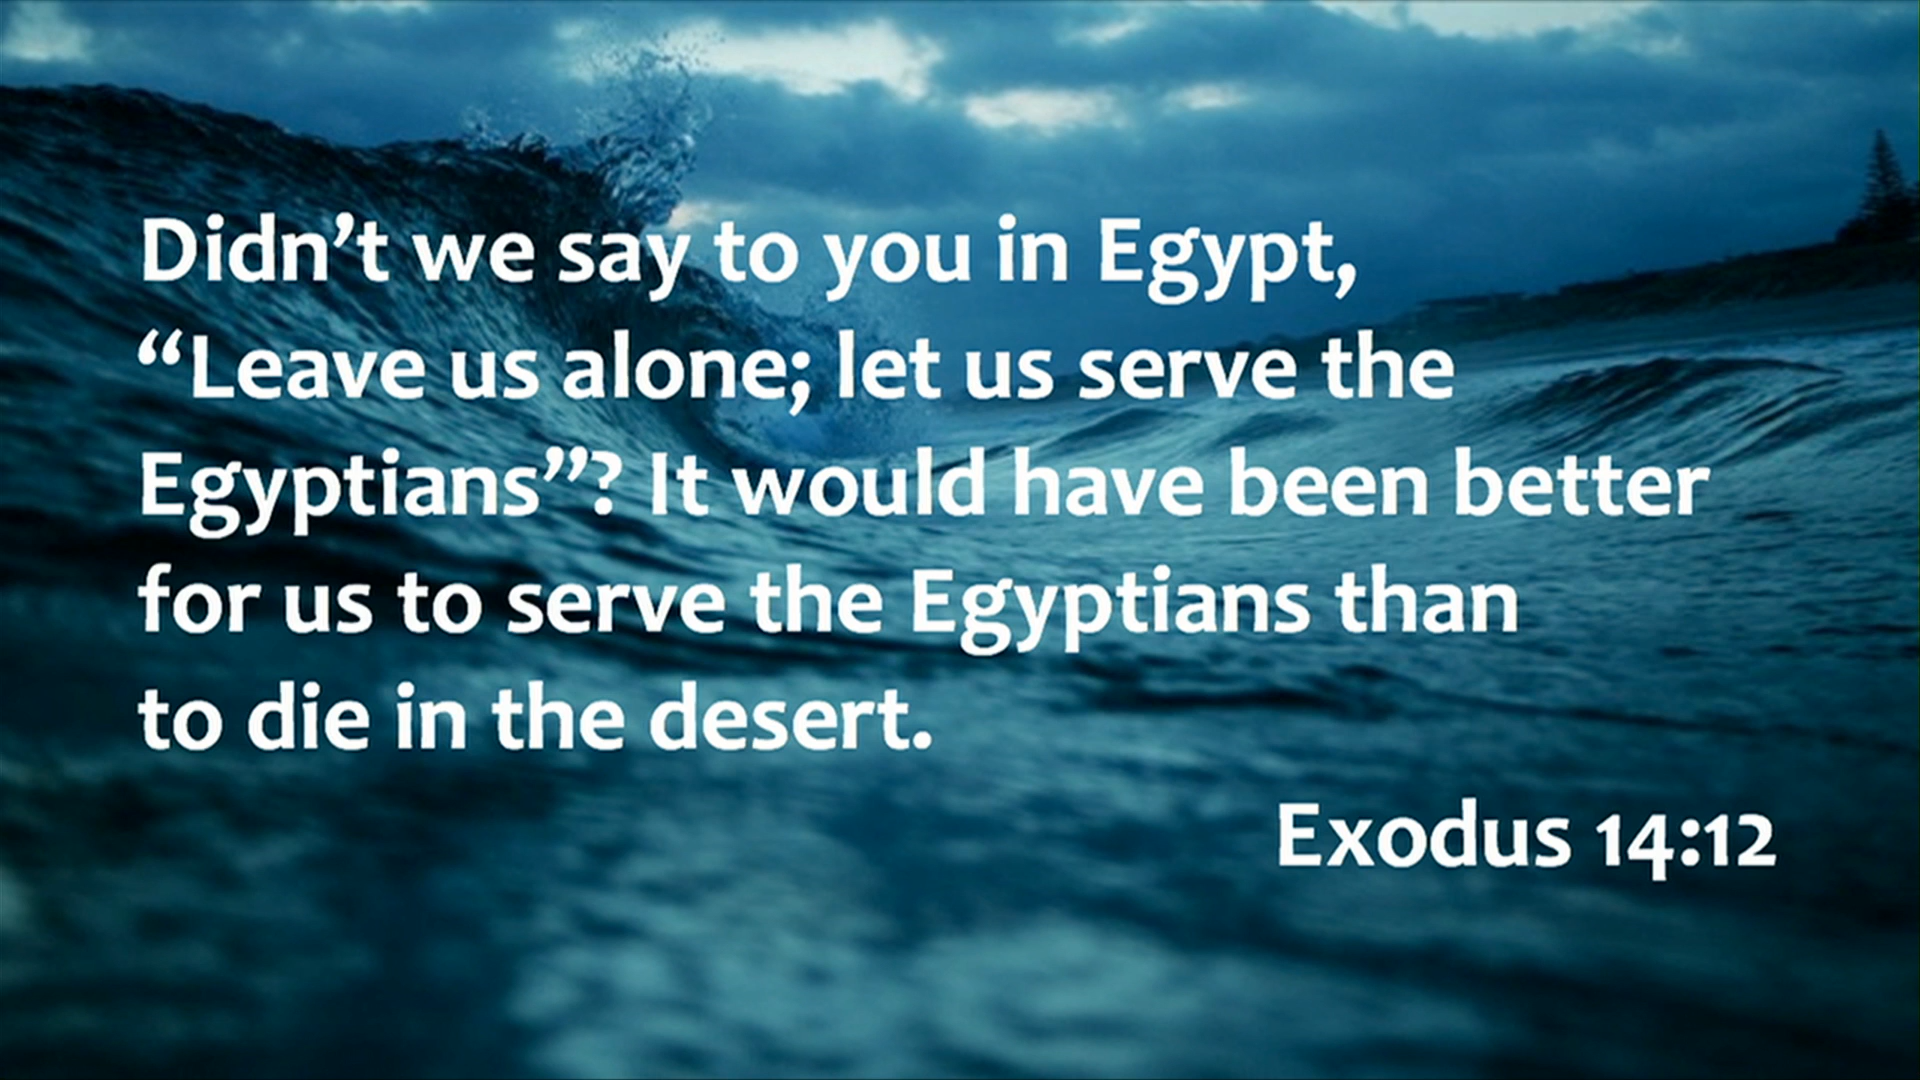 Didn’t we say to you in Egypt,
“Leave us alone; let us serve the
Egyptians”? It would have been better
for us to serve the Egyptians than
to die in the desert.
Exodus 14:12